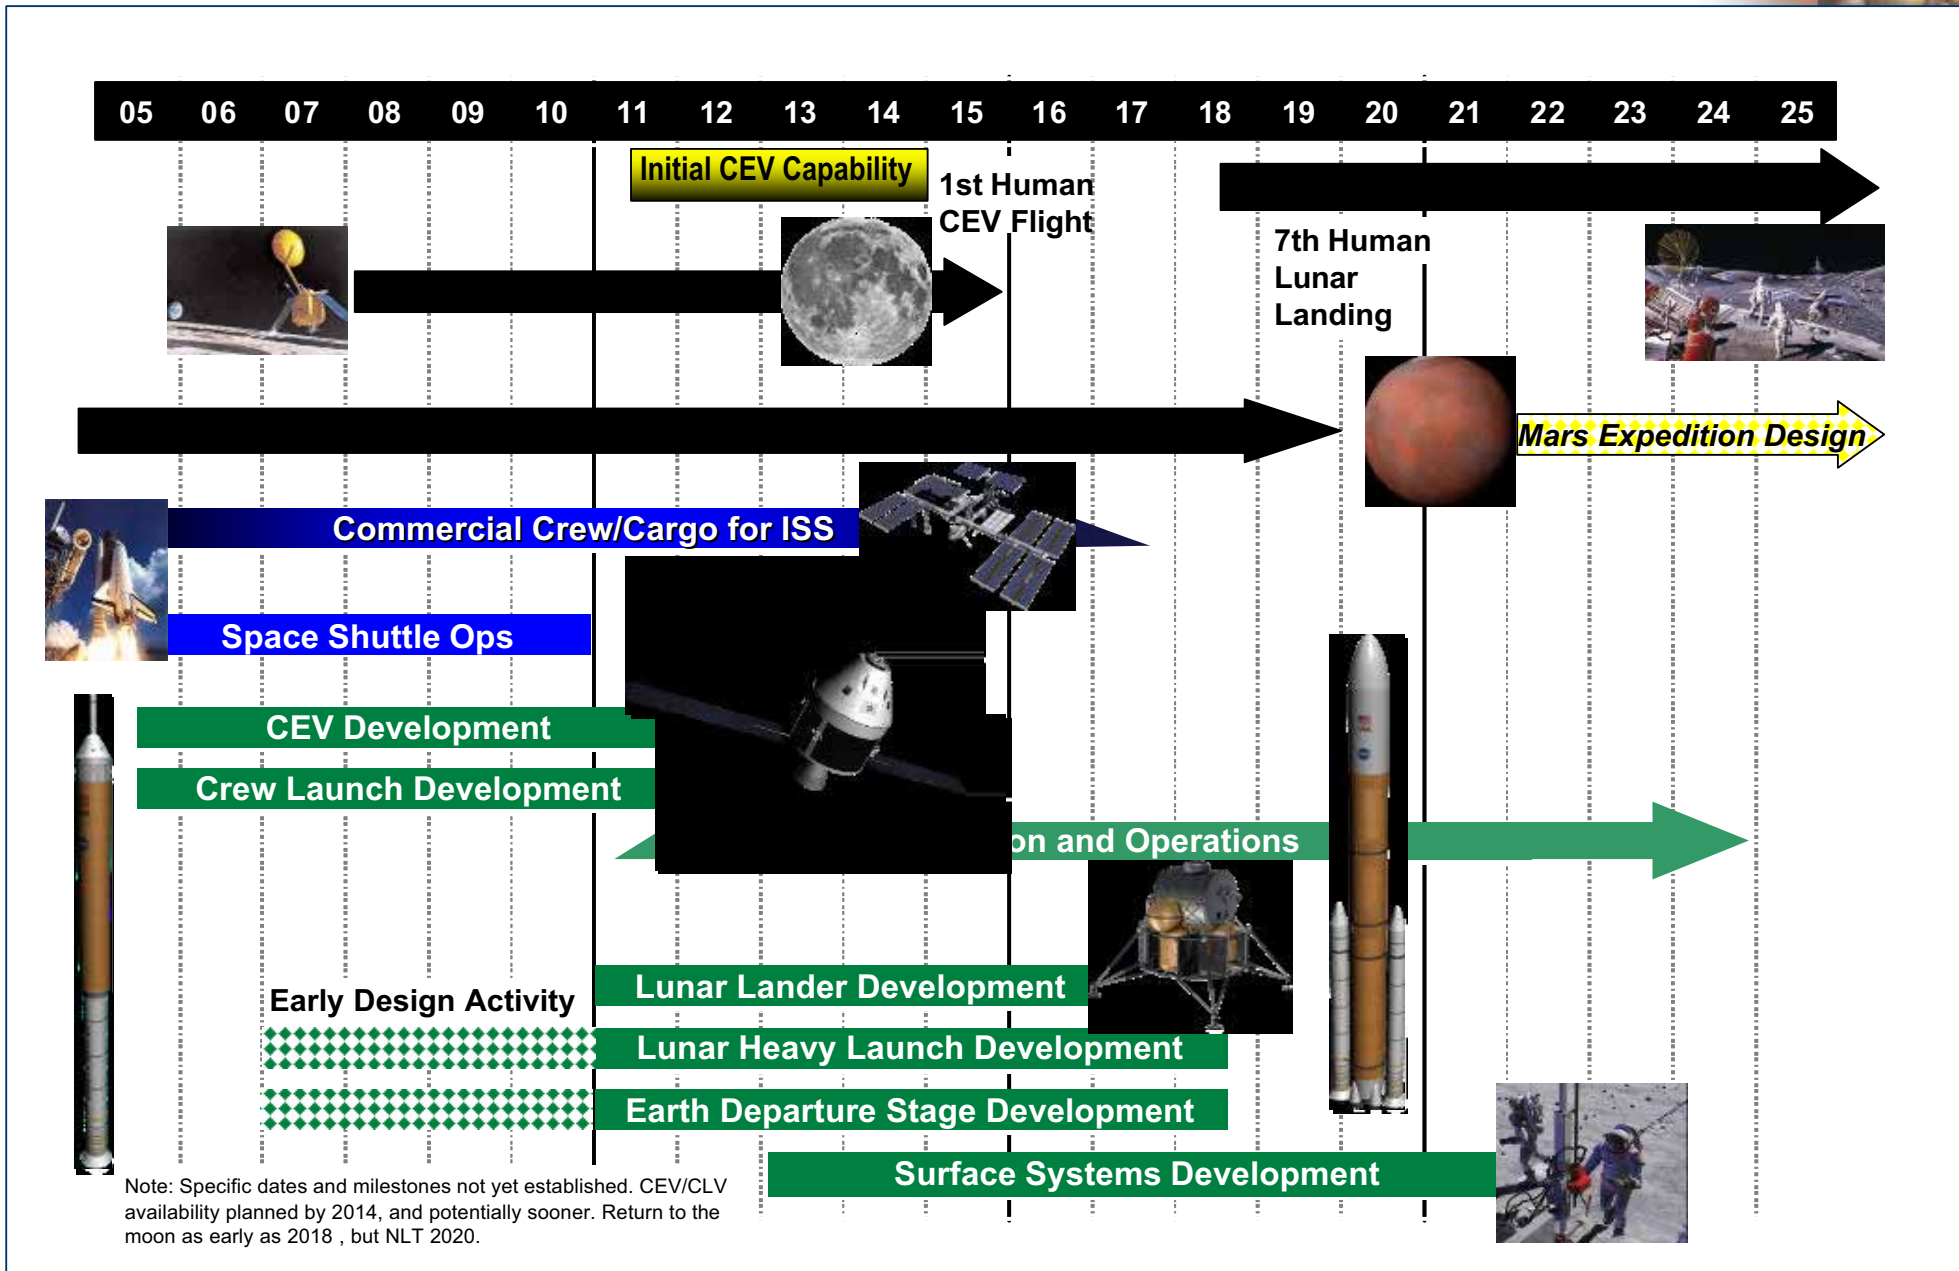 05 06 07 08 09 10 11 12 13 14 15 16 17 18 19 20 21 22 23 24 25
Initial CEV Capability
1st Human
CEV Flight
7th Human
Lunar
Landing
Mars Expedition Design
Commercial Crew/Cargo for ISS
Space Shuttle Ops
CEV Development
Crew Launch Development
on and Operations
Lunar Lander Development
Early Design Activity
Lunar Heavy Launch Development
Earth Departure Stage Development
Surface Systems Development
Note: Specific dates and milestones not yet established. CEV/CLV
availability planned by 2014, and potentially sooner. Return to the
moon as early as 2018 , but NLT 2020.